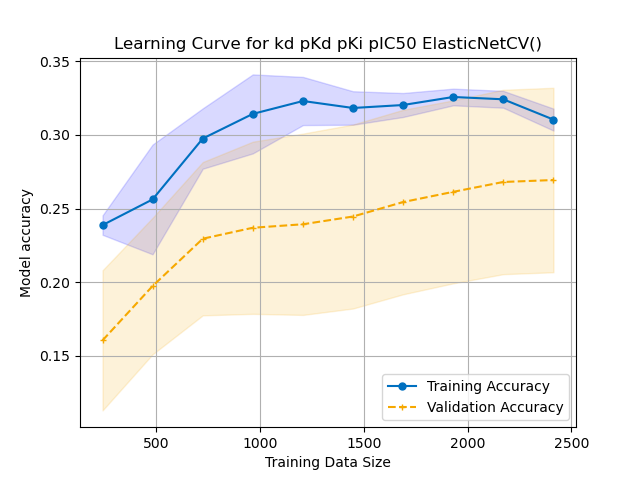 Learning Curve for kd pKd pKi pIC50 ElasticNetCV()
Model accuracy
0.35
0.30
0.25
0.20
0.15
500
1000
1500
2000
2500
Training Data Size
Training Accuracy
Validation Accuracy